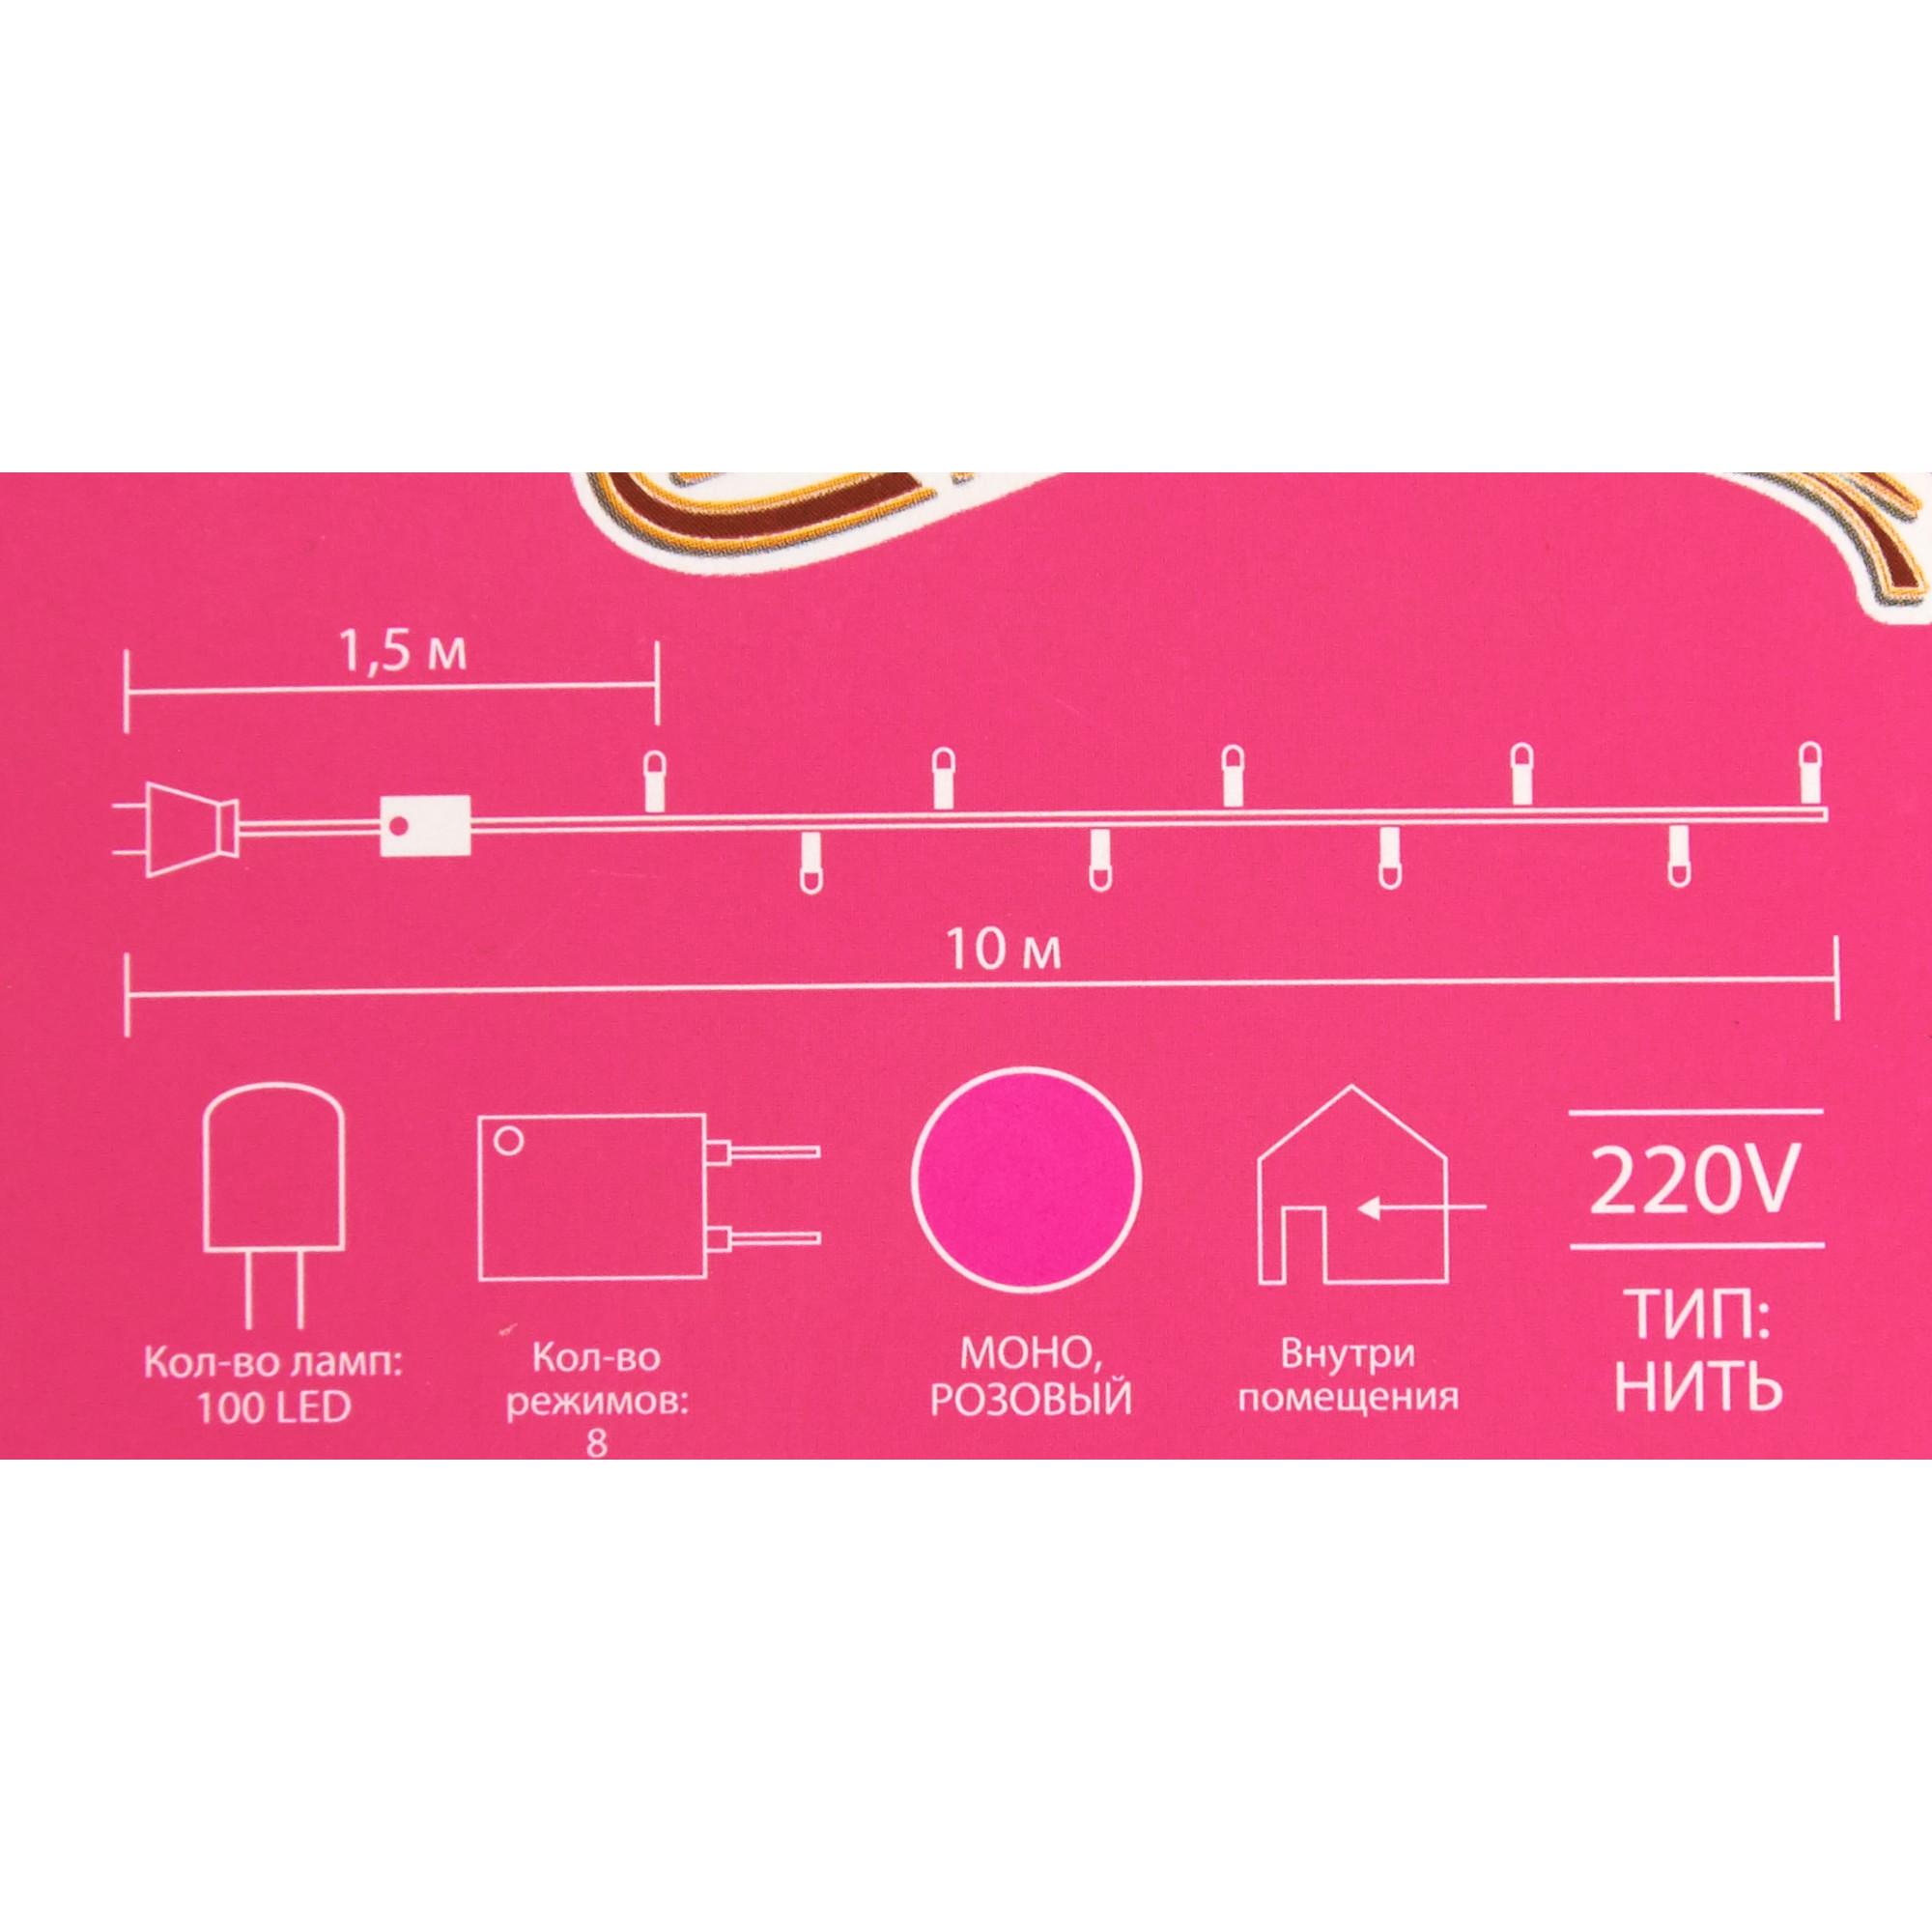 1,5 м
10 м
Кол-во ламп:
100 LED
Кол-во
режимов:
8
МОНО,
РОЗОВЫЙ
Внутри
помещения
220V
ТИП:
НИТЬ